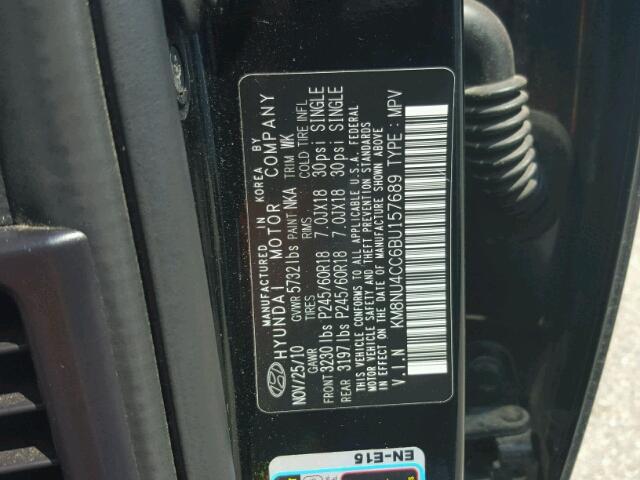 MANUFACTURED IN KOREA BY
HYUNDAI MOTOR COMPANY
NOV/25/10 GVWR 5732 lbs PAINT NKA TRIM WK
GAWR TIRES RIMS COLD TIRE INFL
FRONT 3230 lbs P245/60R18 7.0JX18 30psi SINGLE
REAR 3197 lbs P245/60R18 7.0JX18 30psi SINGLE
THIS VEHICLE CONFORMS TO ALL APPLICABLE U.S.A. FEDERAL
MOTOR VEHICLE SAFETY AND THEFT PREVENTION STANDARDS
IN EFFECT ON THE DATE OF MANUFACTURE SHOWN ABOVE
V.I.N KM8NU4CC6BU157689 TYPE : MPV
EN-E15